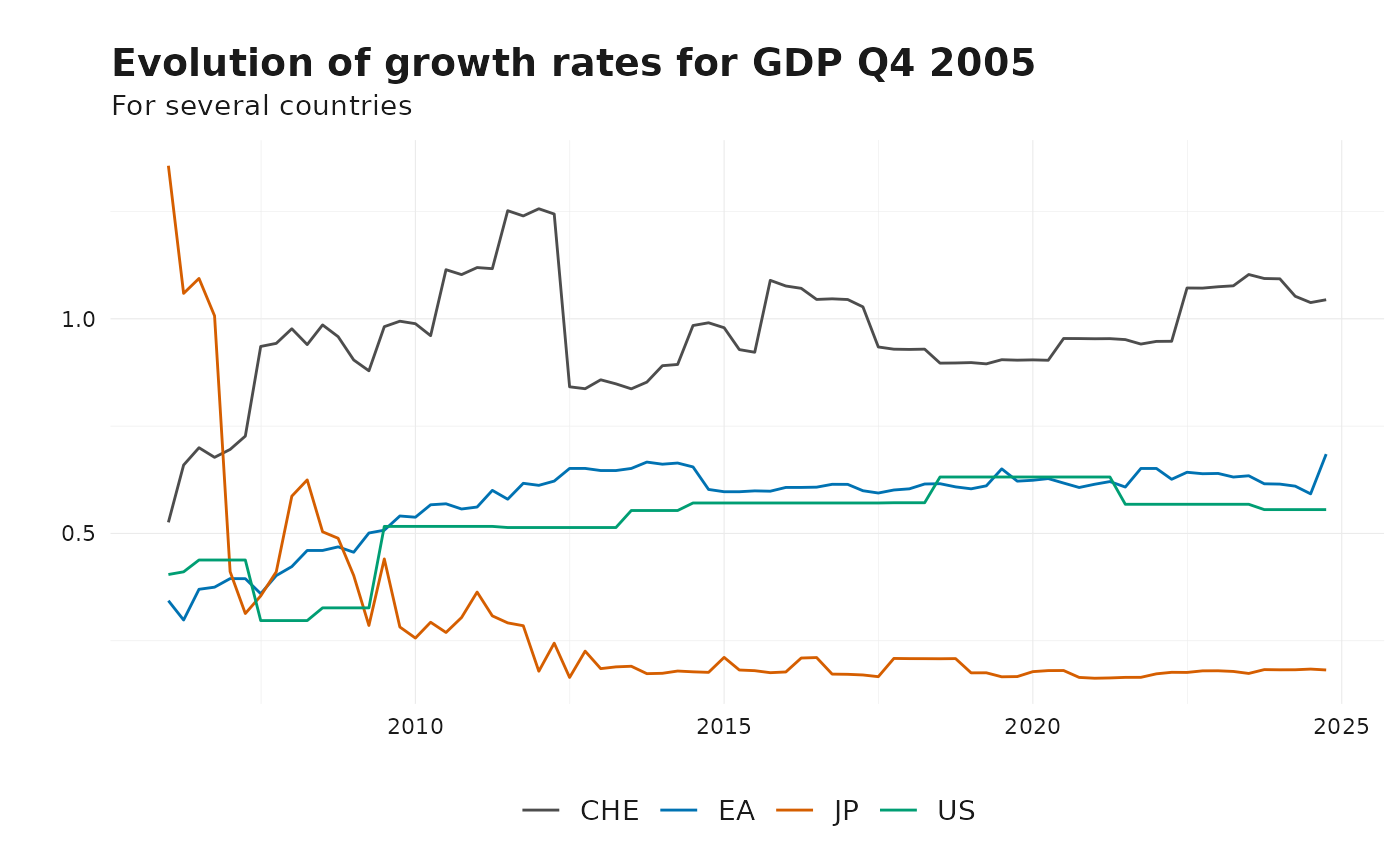 Evolution of growth rates for GDP Q4 2005
For several countries
1.0
0.5
2010 2015 2020 2025
CHE EA JP US